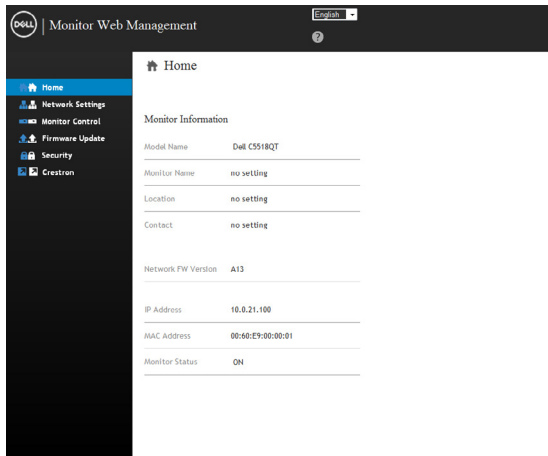 DELL | Monitor Web Management
English
?
Home
Home
Network Settings
Monitor Control
Firmware Update
Security
Crestron
Monitor Information
Model Name Dell C5518QT
Monitor Name no setting
Location no setting
Contact no setting
Network FW Version A13
IP Address 10.0.21.100
MAC Address 00:60:E9:00:00:01
Monitor Status ON